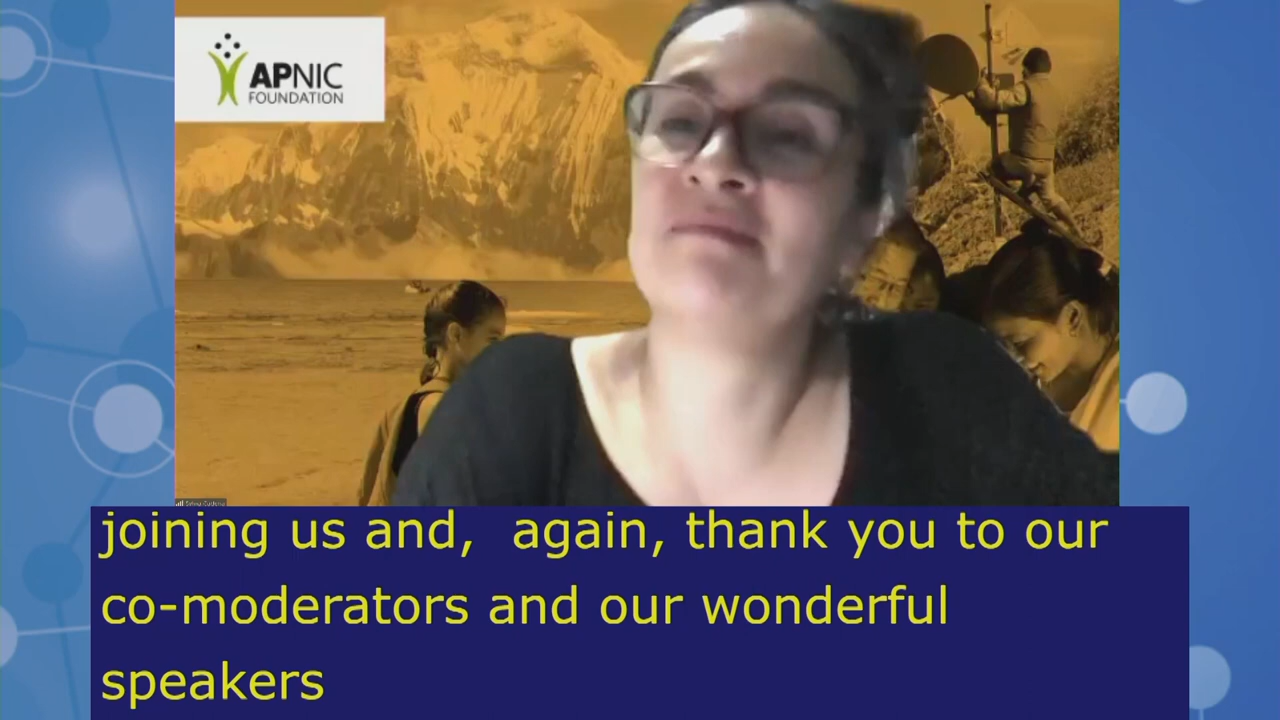 APNIC
FOUNDATION
joining us and, again, thank you to our
co-moderators and our wonderful
speakers